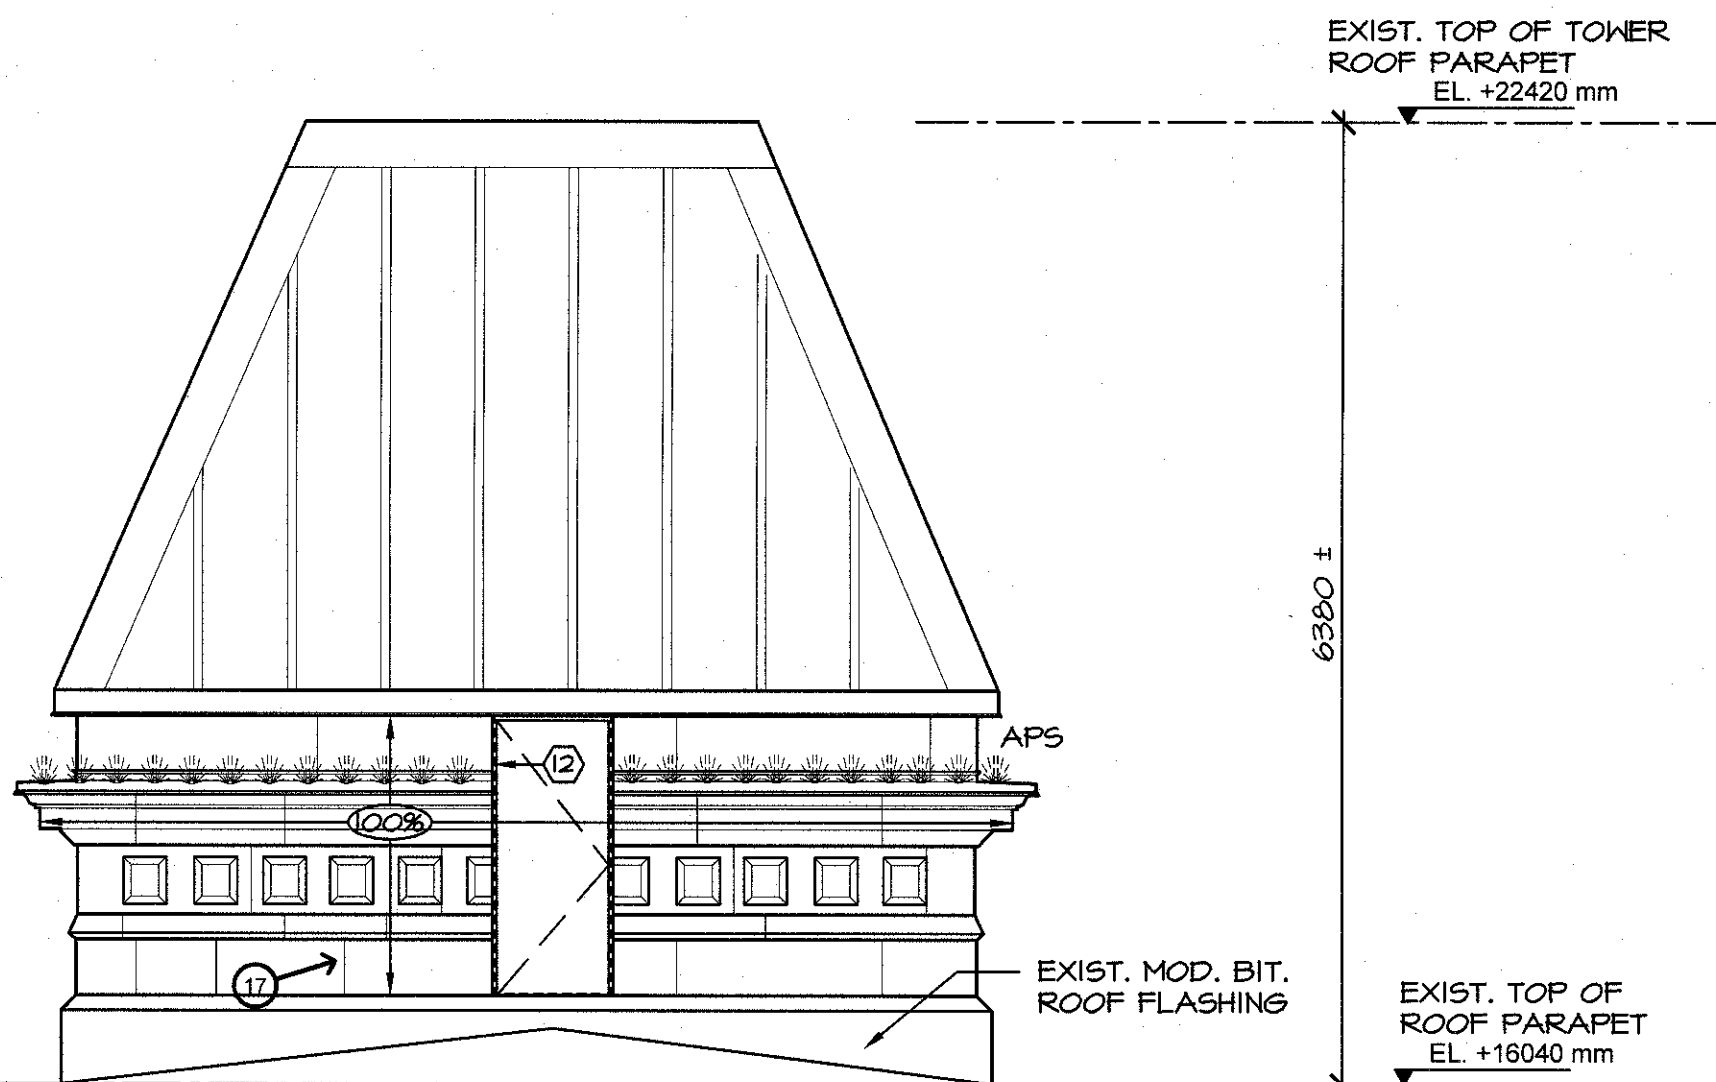 EXIST. TOP OF TOWER
ROOF PARAPET
EL. +22420 mm
6380 ±
APS
12
100%
17
EXIST. MOD. BIT.
ROOF FLASHING
EXIST. TOP OF
ROOF PARAPET
EL. +16040 mm